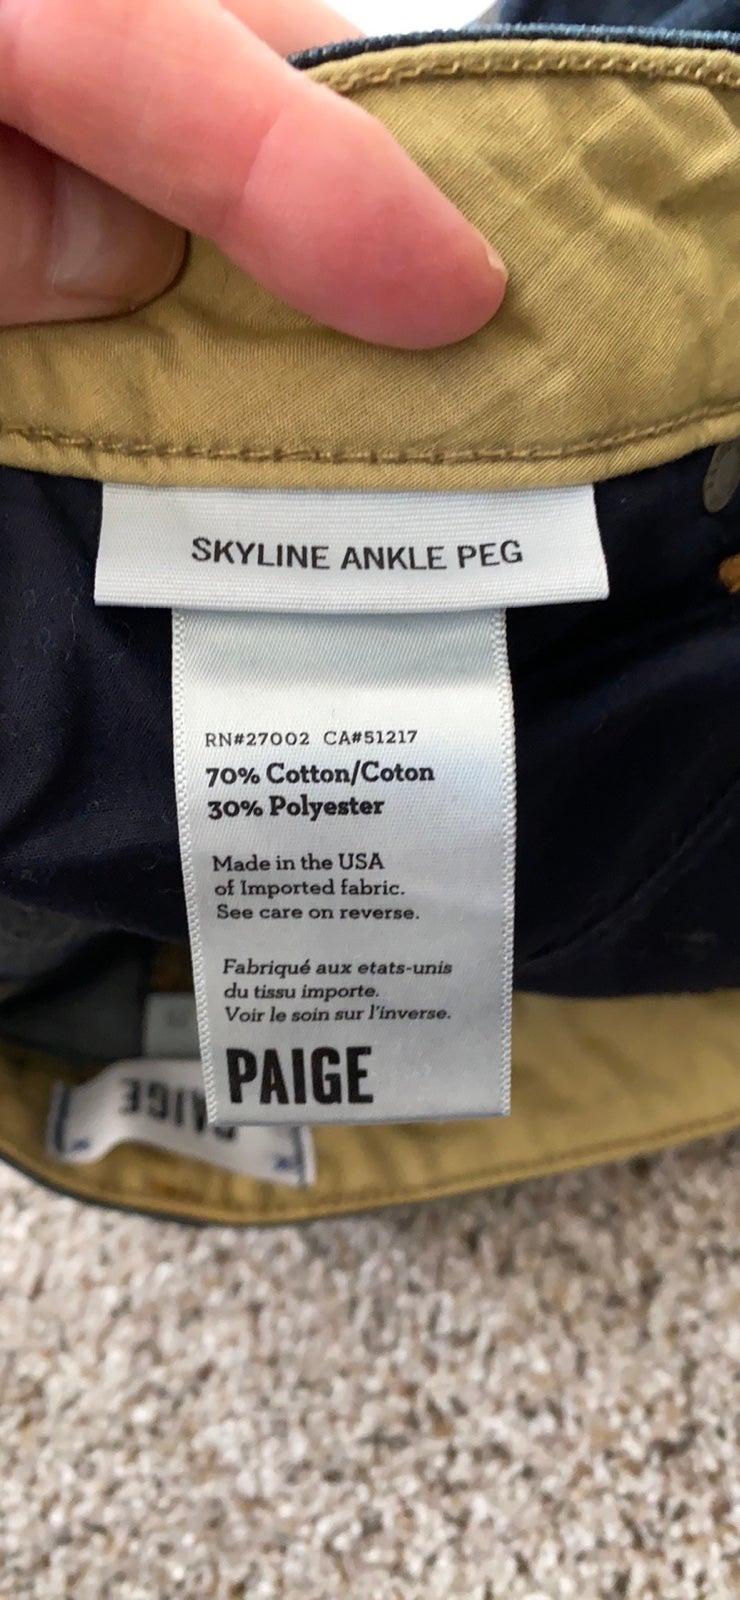 SKYLINE ANKLE PEG
RN#27002 CA#51217
70% Cotton/Coton
30% Polyester
Made in the USA
of Imported fabric.
See care on reverse.
Fabriqué aux etats-unis
du tissu importe.
Voir le soin sur l'inverse.
PAIGE
PAIGE